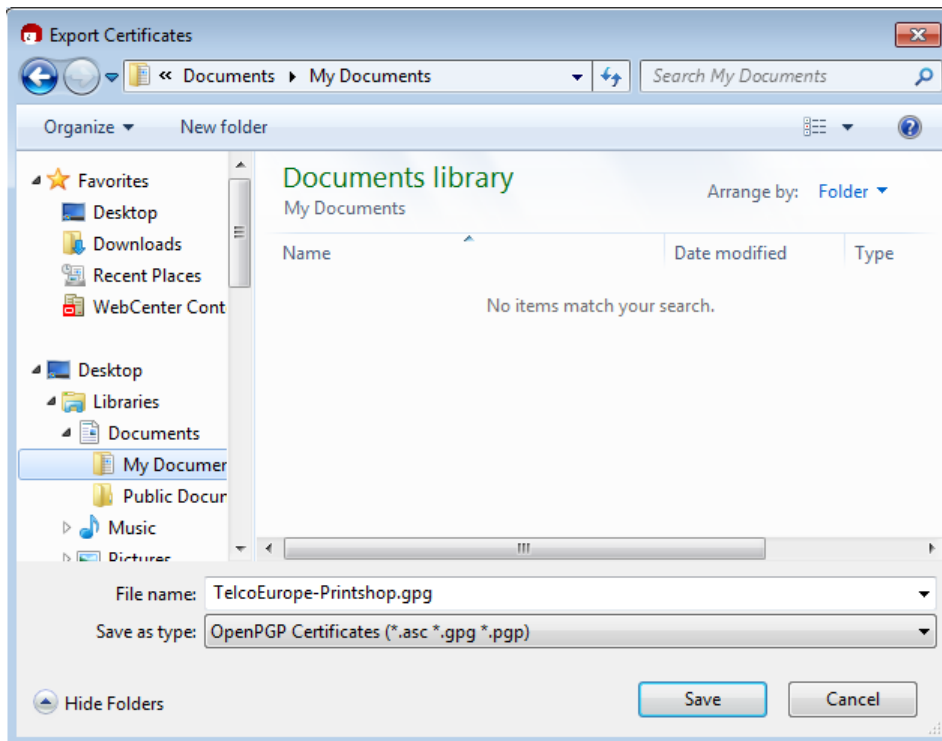 Export Certificates
« Documents My Documents
Search My Documents
Organize New folder
Favorites
Desktop
Downloads
Recent Places
WebCenter Cont
Desktop
Libraries
Documents
My Documer
Public Docur
Music
Pictures
Documents library
My Documents
Arrange by: Folder
Name Date modified Type
No items match your search.
File name: TelcoEurope-Printshop.gpg
Save as type: OpenPGP Certificates (*.asc *.gpg *.pgp)
Hide Folders Save Cancel